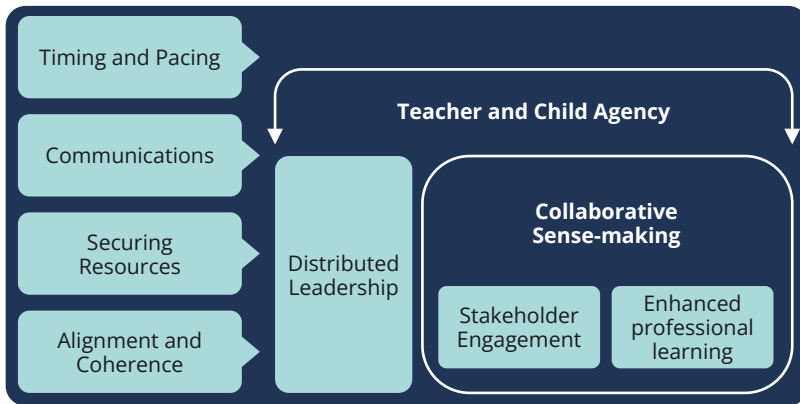 Timing and Pacing
Communications
Securing
Resources
Alignment and
Coherence
Teacher and Child Agency
Distributed
Leadership
Collaborative
Sense-making
Stakeholder
Engagement
Enhanced
professional
learning